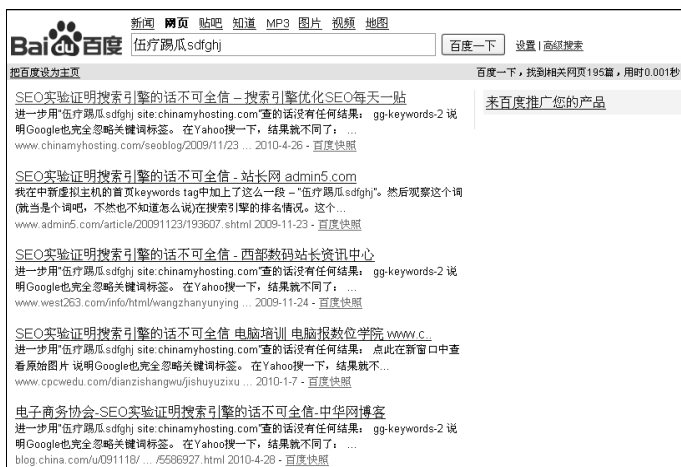 新闻 网页 贴吧 知道 MP3 图片 视频 地图
Bai 百度 伍疗踢瓜sdfghj 百度一下 设置 | 高级搜索
把百度设为主页 百度一下，找到相关网页195篇，用时0.001秒
SEO实验证明搜索引擎的话不可全信 – 搜索引擎优化SEO每天一贴
进一步用"伍疗踢瓜sdfghj site:chinamyhosting.com"查的话没有任何结果： gg-keywords-2 说
明Google也完全忽略关键词标签。 在Yahoo搜一下，结果就不同了： ...
www.chinamyhosting.com/seoblog/2009/11/23 ... 2010-4-26 - 百度快照
来百度推广您的产品
SEO实验证明搜索引擎的话不可全信 - 站长网 admin5.com
我在中新虚拟主机的首页keywords tag中加上了这么一段 – "伍疗踢瓜sdfghj"。然后观察这个词
(就当是个词吧，不然也不知道怎么说)在搜索引擎的排名情况。这个...
www.admin5.com/article/20091123/193607.shtml 2009-11-23 - 百度快照
SEO实验证明搜索引擎的话不可全信 - 西部数码站长资讯中心
进一步用"伍疗踢瓜sdfghj site:chinamyhosting.com"查的话没有任何结果： gg-keywords-2 说
明Google也完全忽略关键词标签。 在Yahoo搜一下，结果就不同了： ...
www.west263.com/info/html/wangzhanyunying ... 2009-11-24 - 百度快照
SEO实验证明搜索引擎的话不可全信 电脑培训 电脑报数位学院 www.c..
进一步用"伍疗踢瓜sdfghj site:chinamyhosting.com"查的话没有任何结果： 点此在新窗口中查
看原始图片 说明Google也完全忽略关键词标签。 在Yahoo搜一下，结果就不...
www.cpcwedu.com/dianzishangwu/jishuyuzixu ... 2010-1-7 - 百度快照
电子商务协会-SEO实验证明搜索引擎的话不可全信-中华网博客
进一步用"伍疗踢瓜sdfghj site:chinamyhosting.com"查的话没有任何结果： gg-keywords-2 说
明Google也完全忽略关键词标签。 在Yahoo搜一下，结果就不同了： ...
blog.china.com/u/091118/ ... /5586927.html 2010-4-28 - 百度快照